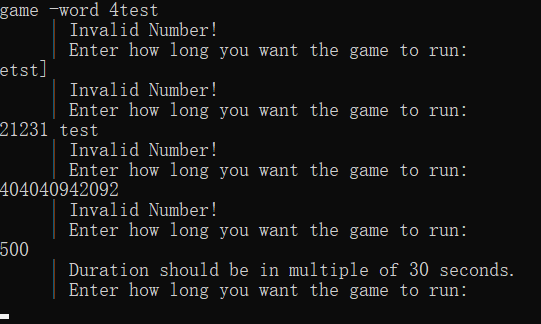 game -word 4test
| Invalid Number!
| Enter how long you want the game to run:
etst]
| Invalid Number!
| Enter how long you want the game to run:
21231 test
| Invalid Number!
| Enter how long you want the game to run:
404040942092
| Invalid Number!
| Enter how long you want the game to run:
500
| Duration should be in multiple of 30 seconds.
| Enter how long you want the game to run: